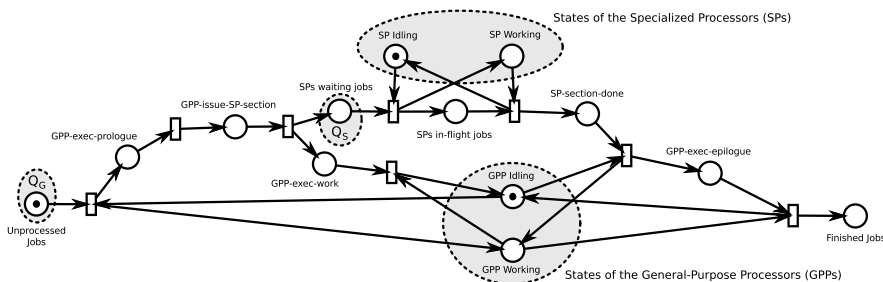 States of the Specialized Processors (SPs)
SP Idling
SP Working
SPs waiting jobs
SP-section-done
GPP-issue-SP-section
Q_S
SPs in-flight jobs
GPP-exec-prologue
GPP-exec-epilogue
GPP-exec-work
GPP Idling
Q_G
Unprocessed
Jobs
Finished Jobs
GPP Working
States of the General-Purpose Processors (GPPs)